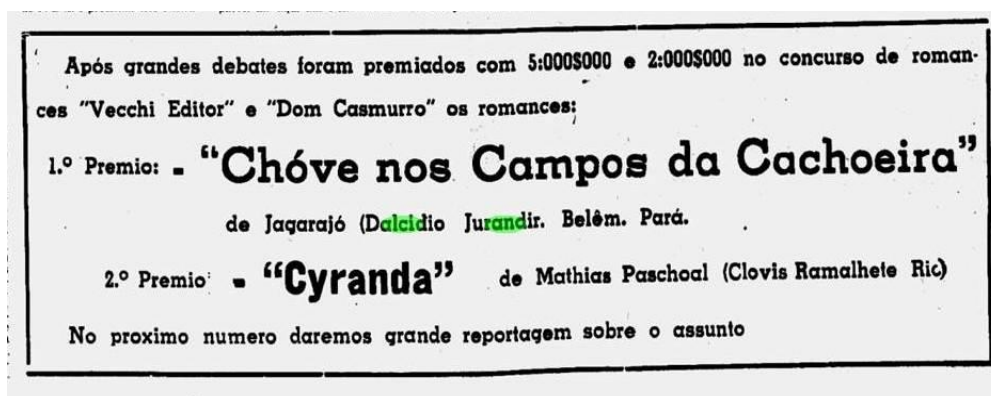 Após grandes debates foram premiados com 5:000$000 e 2:000$000 no concurso de roman-
ces "Vecchi Editor" e "Dom Casmurro" os romances:
1.º Premio: - "Chóve nos Campos da Cachoeira"
de Jagarajó (Dalcidio Jurandir. Belêm. Pará.
2.º Premio: - "Cyranda" de Mathias Paschoal (Clovis Ramalhete Ric)
No proximo numero daremos grande reportagem sobre o assunto